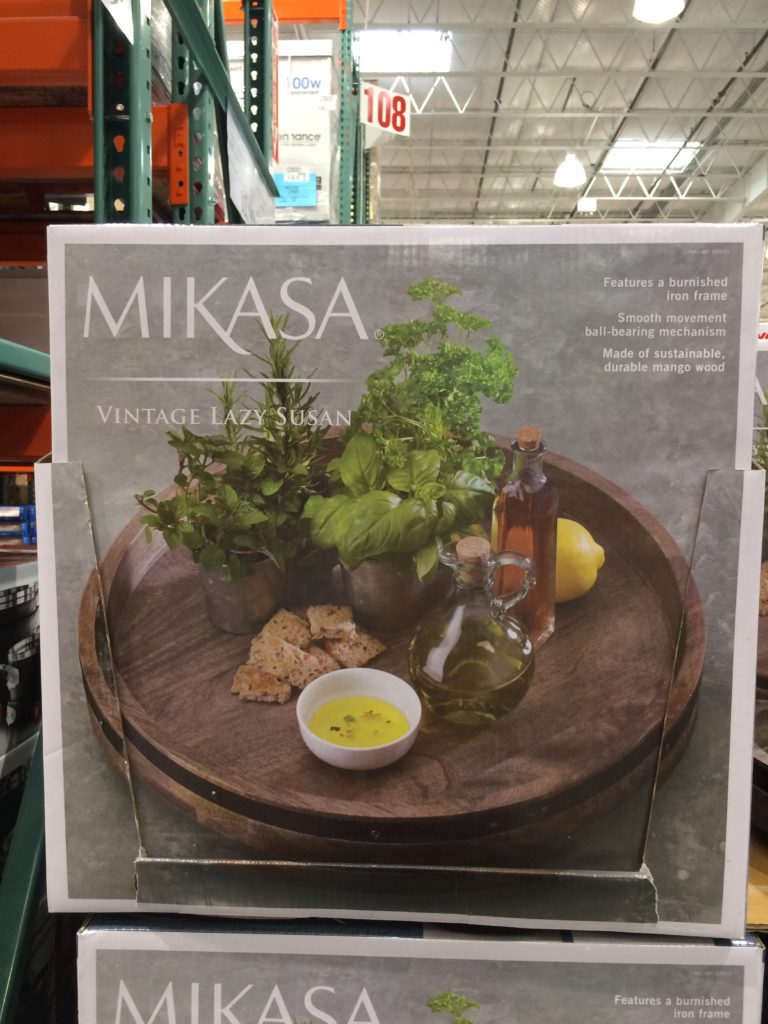 100w
108
MIKASA®
VINTAGE LAZY SUSAN
Features a burnished
iron frame
Smooth movement
ball-bearing mechanism
Made of sustainable,
durable mango wood
MIKASA
Features a burnished
iron frame